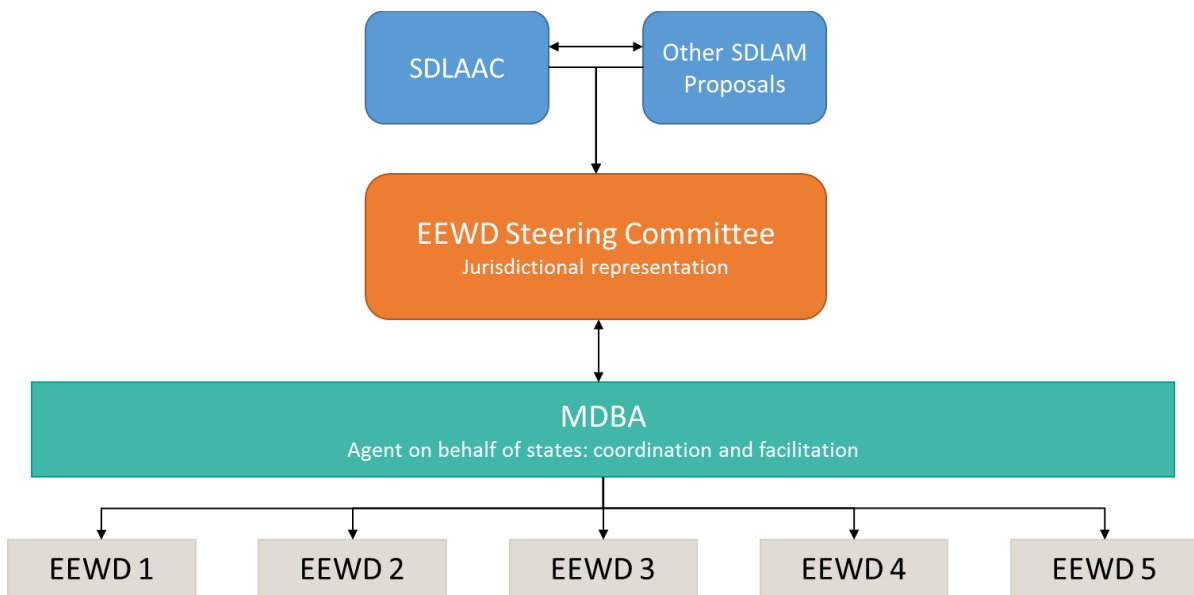 SDLAAC
Other SDLAM
Proposals
EEWD Steering Committee
Jurisdictional representation
MDBA
Agent on behalf of states: coordination and facilitation
EEWD 1
EEWD 2
EEWD 3
EEWD 4
EEWD 5